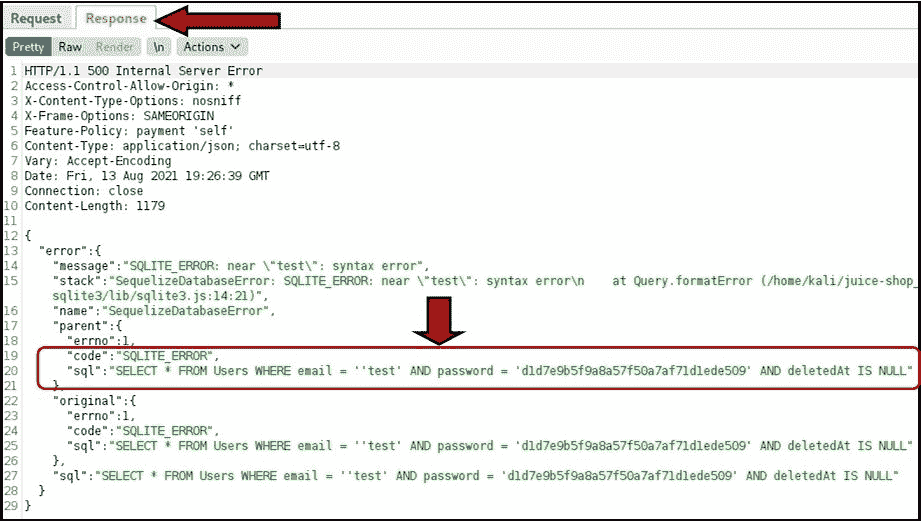 Request Response
Pretty Raw Render \n Actions
1 HTTP/1.1 500 Internal Server Error
2 Access-Control-Allow-Origin: *
3 X-Content-Type-Options: nosniff
4 X-Frame-Options: SAMEORIGIN
5 Feature-Policy: payment 'self'
6 Content-Type: application/json; charset=utf-8
7 Vary: Accept-Encoding
8 Date: Fri, 13 Aug 2021 19:26:39 GMT
9 Connection: close
10 Content-Length: 1179
11
12 {
13 "error":{
14 "message":"SQLITE_ERROR: near \"test\": syntax error",
15 "stack":"SequelizeDatabaseError: SQLITE_ERROR: near \"test\": syntax error\n    at Query.formatError (/home/kali/juice-shop_
sqlite3/lib/sqlite3.js:14:21)",
16 "name":"SequelizeDatabaseError",
17 "parent":{
18 "errno":1,
19 "code":"SQLITE_ERROR",
20 "sql":"SELECT * FROM Users WHERE email = ''test' AND password = 'd1d7e9b5f9a8a57f50a7af71d1ede509' AND deletedAt IS NULL"
21 },
22 "original":{
23 "errno":1,
24 "code":"SQLITE_ERROR",
25 "sql":"SELECT * FROM Users WHERE email = ''test' AND password = 'd1d7e9b5f9a8a57f50a7af71d1ede509' AND deletedAt IS NULL"
26 },
27 "sql":"SELECT * FROM Users WHERE email = ''test' AND password = 'd1d7e9b5f9a8a57f50a7af71d1ede509' AND deletedAt IS NULL"
28 }
29 }